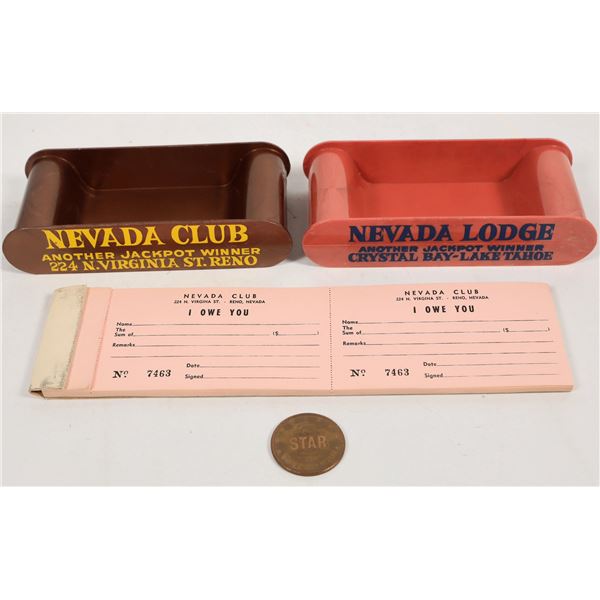 NEVADA CLUB
ANOTHER JACKPOT WINNER
224 N. VIRGINIA ST. RENO
NEVADA LODGE
ANOTHER JACKPOT WINNER
CRYSTAL BAY-LAKE TAHOE
NEVADA CLUB
224 N. VIRGINIA ST. - RENO, NEVADA
I OWE YOU
Name
The
Sum of ($ )
Remarks
Date
No 7463 Signed
NEVADA CLUB
224 N. VIRGINIA ST. - RENO, NEVADA
I OWE YOU
Name
The
Sum of ($ )
Remarks
Date
No 7463 Signed
STAR